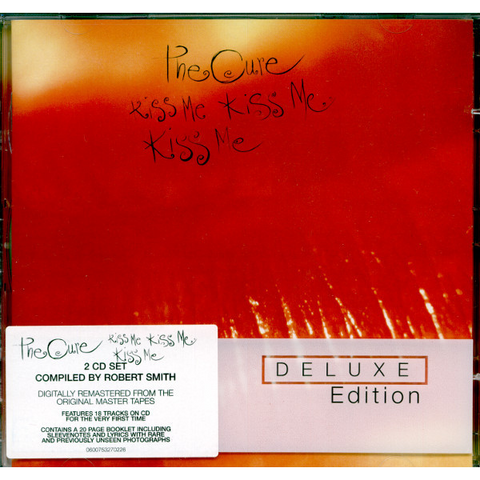 The Cure
Kiss Me Kiss Me
Kiss Me
DELUXE
Edition
The Cure Kiss Me Kiss Me
Kiss Me
2 CD SET
COMPILED BY ROBERT SMITH
DIGITALLY REMASTERED FROM THE
ORIGINAL MASTER TAPES
FEATURES 18 TRACKS ON CD
FOR THE VERY FIRST TIME
CONTAINS A 20 PAGE BOOKLET INCLUDING
SLEEVENOTES AND LYRICS WITH RARE
AND PREVIOUSLY UNSEEN PHOTOGRAPHS
0600753270226